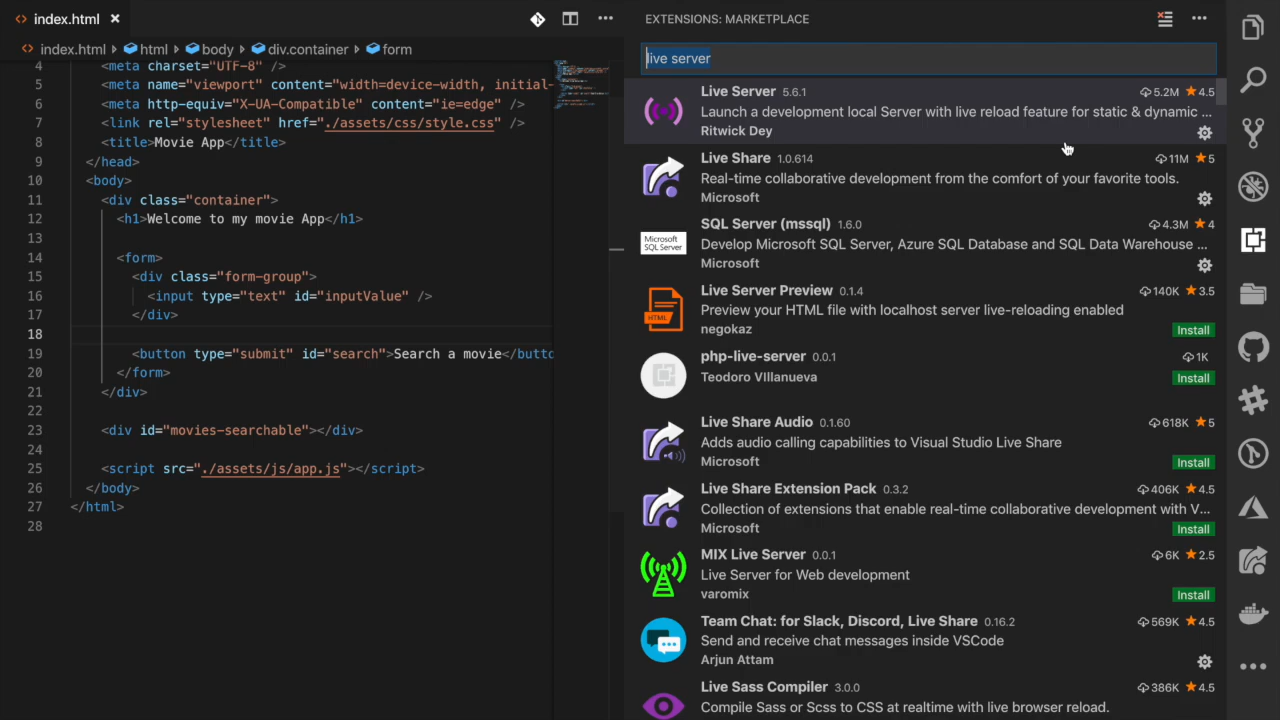 index.html
index.html html body div.container form
4 <meta charset="UTF-8" />
5 <meta name="viewport" content="width=device-width, initial-
6 <meta http-equiv="X-UA-Compatible" content="ie=edge" />
7 <link rel="stylesheet" href="./assets/css/style.css" />
8 <title>Movie App</title>
9 </head>
10 <body>
11 <div class="container">
12 <h1>Welcome to my movie App</h1>
13
14 <form>
15 <div class="form-group">
16 <input type="text" id="inputValue" />
17 </div>
18
19 <button type="submit" id="search">Search a movie</butto
20 </form>
21 </div>
22
23 <div id="movies-searchable"></div>
24
25 <script src="./assets/js/app.js"></script>
26 </body>
27 </html>
28
EXTENSIONS: MARKETPLACE
live server
Live Server 5.6.1 5.2M 4.5
Launch a development local Server with live reload feature for static & dynamic ...
Ritwick Dey
Live Share 1.0.614 11M 5
Real-time collaborative development from the comfort of your favorite tools.
Microsoft
Microsoft
SQL Server
SQL Server (mssql) 1.6.0 4.3M 4
Develop Microsoft SQL Server, Azure SQL Database and SQL Data Warehouse ...
Microsoft
HTML
Live Server Preview 0.1.4 140K 3.5
Preview your HTML file with localhost server live-reloading enabled
negokaz Install
php-live-server 0.0.1 1K
Teodoro VIllanueva Install
Live Share Audio 0.1.60 618K 5
Adds audio calling capabilities to Visual Studio Live Share
Microsoft Install
Live Share Extension Pack 0.3.2 406K 4.5
Collection of extensions that enable real-time collaborative development with V...
Microsoft Install
MIX Live Server 0.0.1 6K 2.5
Live Server for Web development
varomix Install
Team Chat: for Slack, Discord, Live Share 0.16.2 569K 4.5
Send and receive chat messages inside VSCode
Arjun Attam
Live Sass Compiler 3.0.0 386K 4.5
Compile Sass or Scss to CSS at realtime with live browser reload.